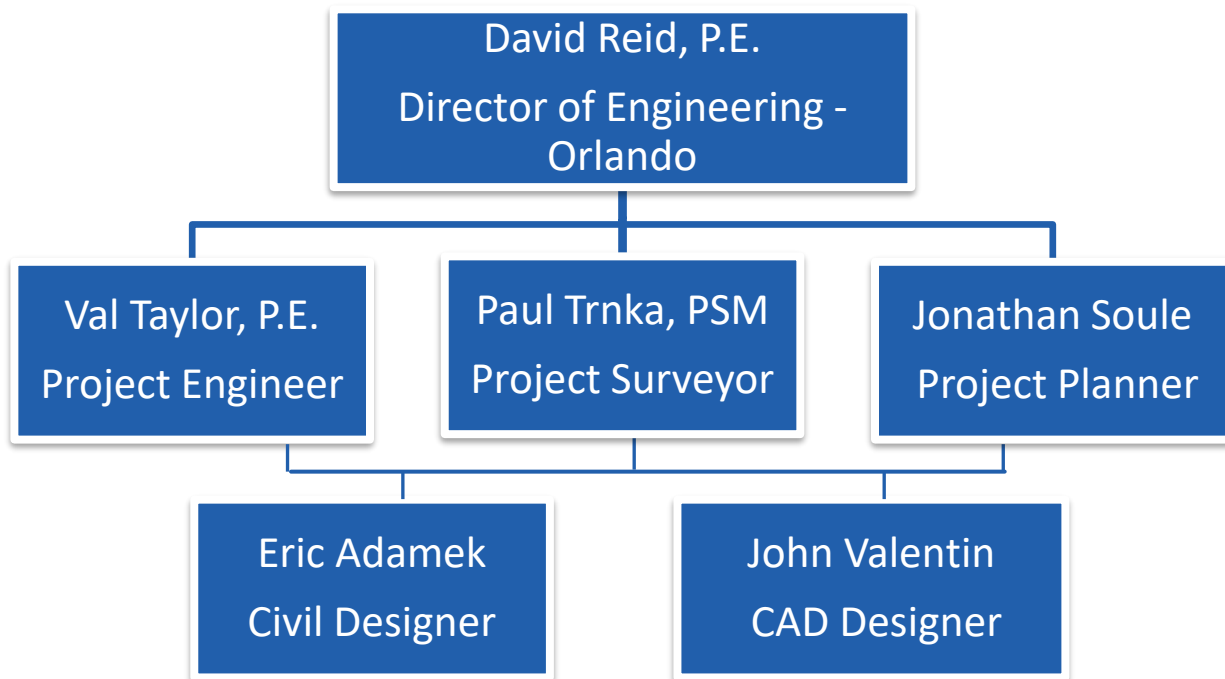 David Reid, P.E.
Director of Engineering -
Orlando
Val Taylor, P.E.
Project Engineer
Paul Trnka, PSM
Project Surveyor
Jonathan Soule
Project Planner
Eric Adamek
Civil Designer
John Valentin
CAD Designer